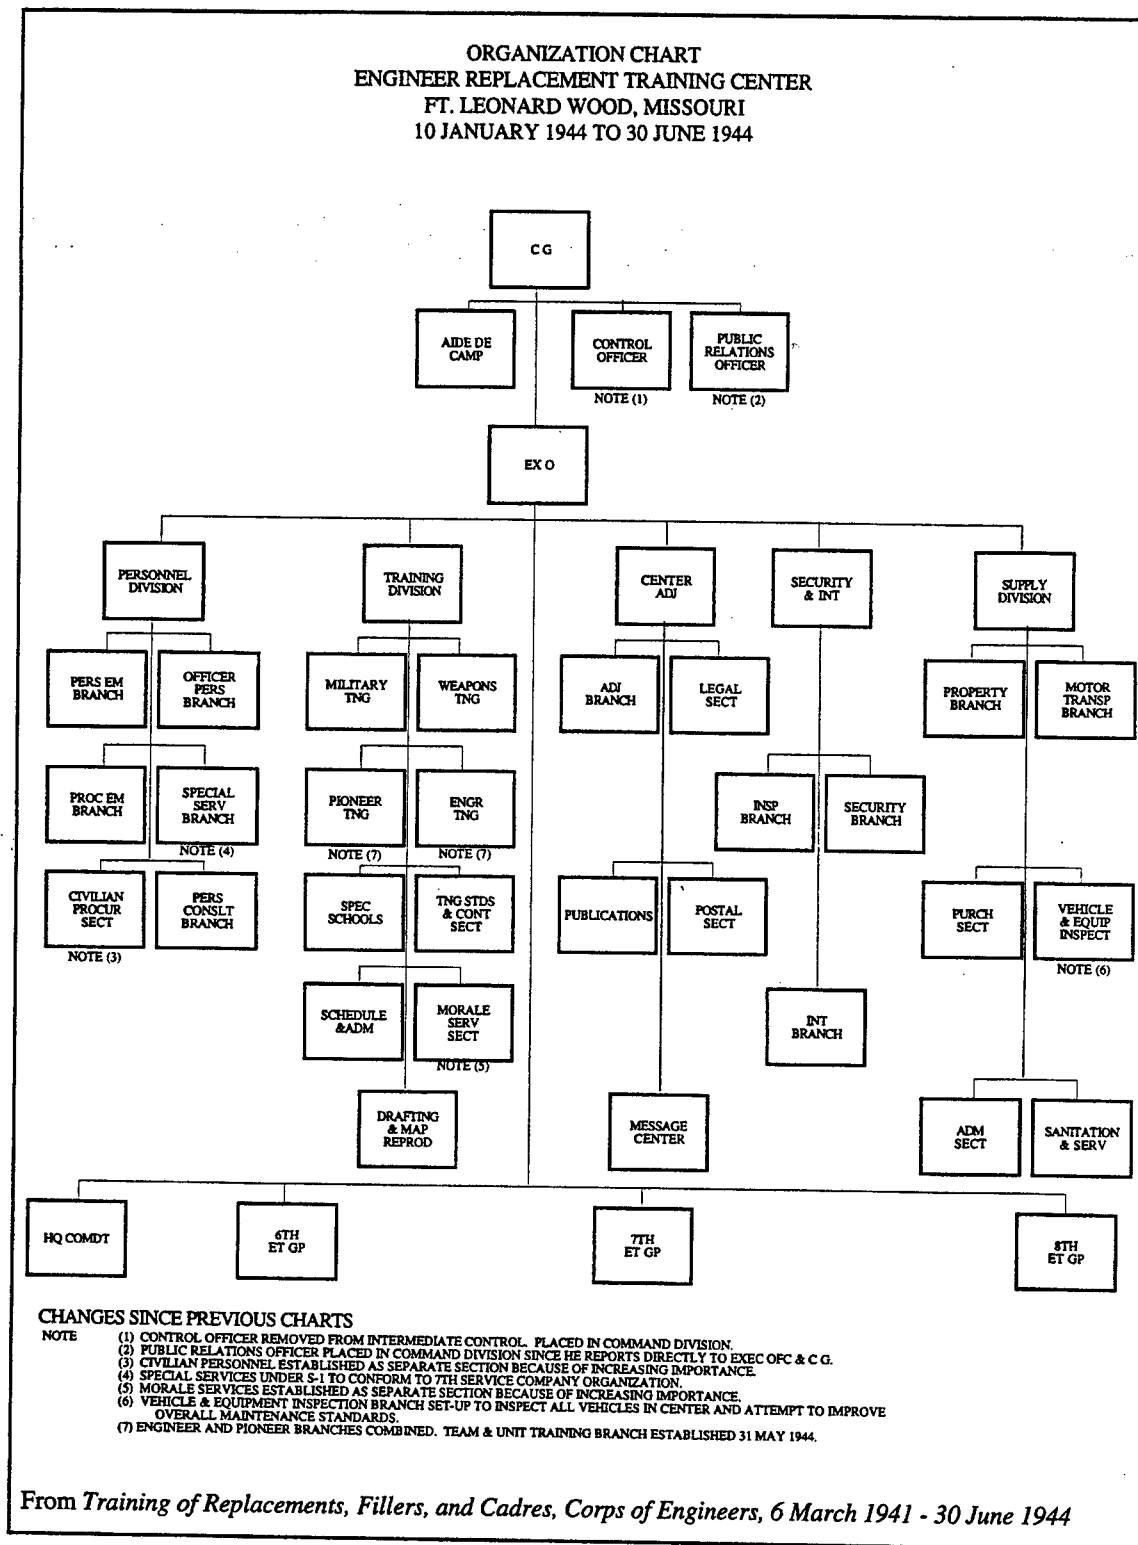 ORGANIZATION CHART
ENGINEER REPLACEMENT TRAINING CENTER
FT. LEONARD WOOD, MISSOURI
10 JANUARY 1944 TO 30 JUNE 1944
C G
AIDE DE
CAMP
CONTROL
OFFICER
NOTE (1)
PUBLIC
RELATIONS
OFFICER
NOTE (2)
EX O
PERSONNEL
DIVISION
TRAINING
DIVISION
CENTER
ADJ
SECURITY
& INT
SUPPLY
DIVISION
PERS EM
BRANCH
OFFICER
PERS
BRANCH
MILITARY
TNG
WEAPONS
TNG
ADJ
BRANCH
LEGAL
SECT
PROPERTY
BRANCH
MOTOR
TRANSP
BRANCH
PROC EM
BRANCH
SPECIAL
SERV
BRANCH
NOTE (4)
PIONEER
TNG
NOTE (7)
ENGR
TNG
NOTE (7)
INSP
BRANCH
SECURITY
BRANCH
CIVILIAN
PROCUR
SECT
NOTE (3)
PERS
CONSLT
BRANCH
SPEC
SCHOOLS
TNG STDS
& CONT
SECT
PUBLICATIONS
POSTAL
SECT
PURCH
SECT
VEHICLE
& EQUIP
INSPECT
NOTE (6)
SCHEDULE
&ADM
MORALE
SERV
SECT
NOTE (5)
INT
BRANCH
DRAFTING
& MAP
REPROD
MESSAGE
CENTER
ADM
SECT
SANITATION
& SERV
HQ COMDT
6TH
ET GP
7TH
ET GP
8TH
ET GP
CHANGES SINCE PREVIOUS CHARTS
NOTE (1) CONTROL OFFICER REMOVED FROM INTERMEDIATE CONTROL. PLACED IN COMMAND DIVISION.
(2) PUBLIC RELATIONS OFFICER PLACED IN COMMAND DIVISION SINCE HE REPORTS DIRECTLY TO EXEC OFC & C G.
(3) CIVILIAN PERSONNEL ESTABLISHED AS SEPARATE SECTION BECAUSE OF INCREASING IMPORTANCE.
(4) SPECIAL SERVICES UNDER S-1 TO CONFORM TO 7TH SERVICE COMPANY ORGANIZATION.
(5) MORALE SERVICES ESTABLISHED AS SEPARATE SECTION BECAUSE OF INCREASING IMPORTANCE.
(6) VEHICLE & EQUIPMENT INSPECTION BRANCH SET-UP TO INSPECT ALL VEHICLES IN CENTER AND ATTEMPT TO IMPROVE
OVERALL MAINTENANCE STANDARDS.
(7) ENGINEER AND PIONEER BRANCHES COMBINED. TEAM & UNIT TRAINING BRANCH ESTABLISHED 31 MAY 1944.
From Training of Replacements, Fillers, and Cadres, Corps of Engineers, 6 March 1941 - 30 June 1944